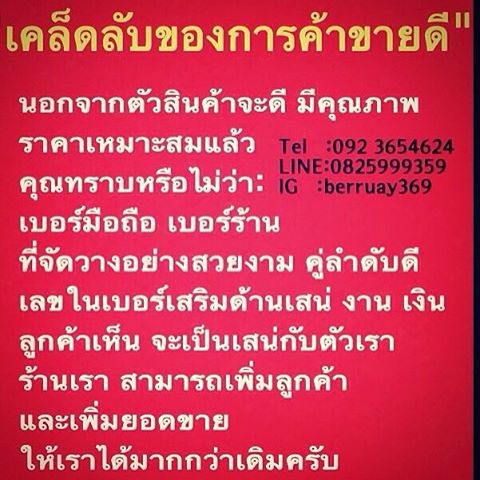 เคล็ดลับของการค้าขายดี"
นอกจากตัวสินค้าจะดี มีคุณภาพ
ราคาเหมาะสมแล้ว
Tel :092 3654624
LINE:0825999359
IG :berruay369
คุณทราบหรือไม่ว่า:
เบอร์มือถือ เบอร์ร้าน
ที่จัดวางอย่างสวยงาม คู่ลำดับดี
เลขในเบอร์เสริมด้านเสน่ งาน เงิน
ลูกค้าเห็น จะเป็นเสน่กับตัวเรา
ร้านเรา สามารถเพิ่มลูกค้า
และเพิ่มยอดขาย
ให้เราได้มากกว่าเดิมครับ